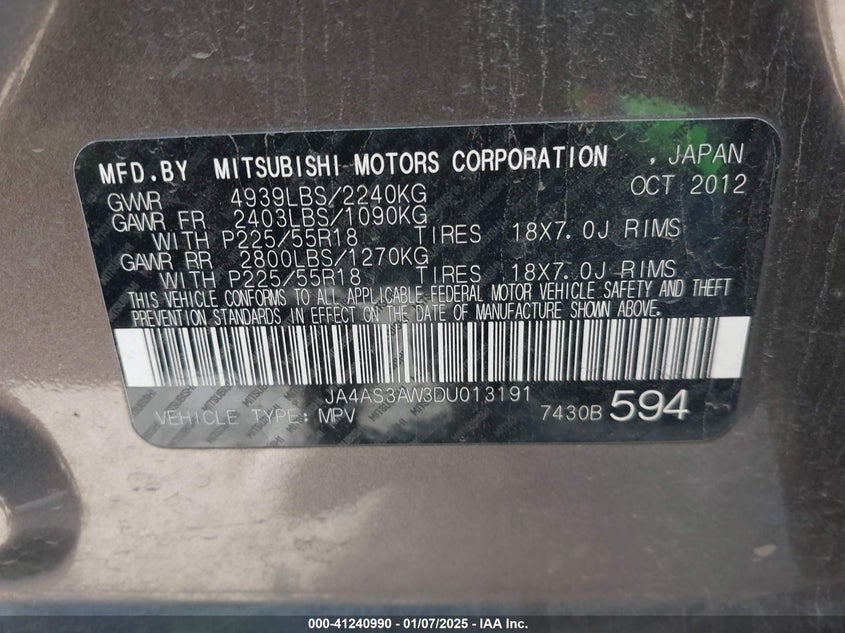 MFD.BY MITSUBISHI MOTORS CORPORATION , JAPAN
GVWR 4939LBS/2240KG OCT 2012
GAWR FR 2403LBS/1090KG
WITH P225/55R18 TIRES 18X7.0J RIMS
GAWR RR 2800LBS/1270KG
WITH P225/55R18 TIRES 18X7.0J RIMS
THIS VEHICLE CONFORMS TO ALL APPLICABLE FEDERAL MOTOR VEHICLE SAFETY AND THEFT
PREVENTION STANDARDS IN EFFECT ON THE DATE OF MANUFACTURE SHOWN ABOVE.
JA4AS3AW3DU013191
VEHICLE TYPE: MPV 7430B 594
000-41240990 - 01/07/2025 - IAA Inc.